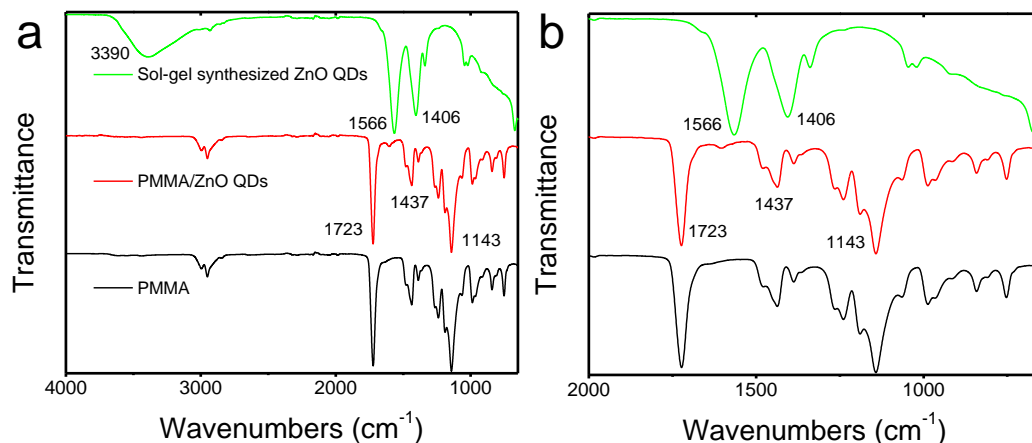 a
3390
Sol-gel synthesized ZnO QDs
1566
1406
PMMA/ZnO QDs
1437
1723
1143
PMMA
Transmittance
4000 3000 2000 1000
Wavenumbers (cm⁻¹)
b
1566
1406
1437
1723
1143
Transmittance
2000 1500 1000
Wavenumbers (cm⁻¹)